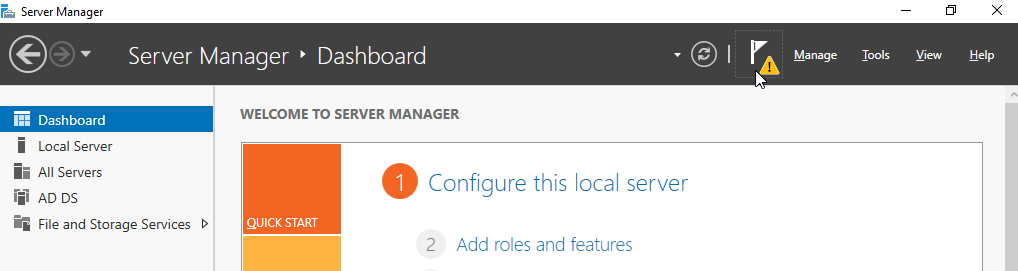 Server Manager
Server Manager ‣ Dashboard
Manage Tools View Help
Dashboard
Local Server
All Servers
AD DS
File and Storage Services
WELCOME TO SERVER MANAGER
QUICK START
1 Configure this local server
2 Add roles and features